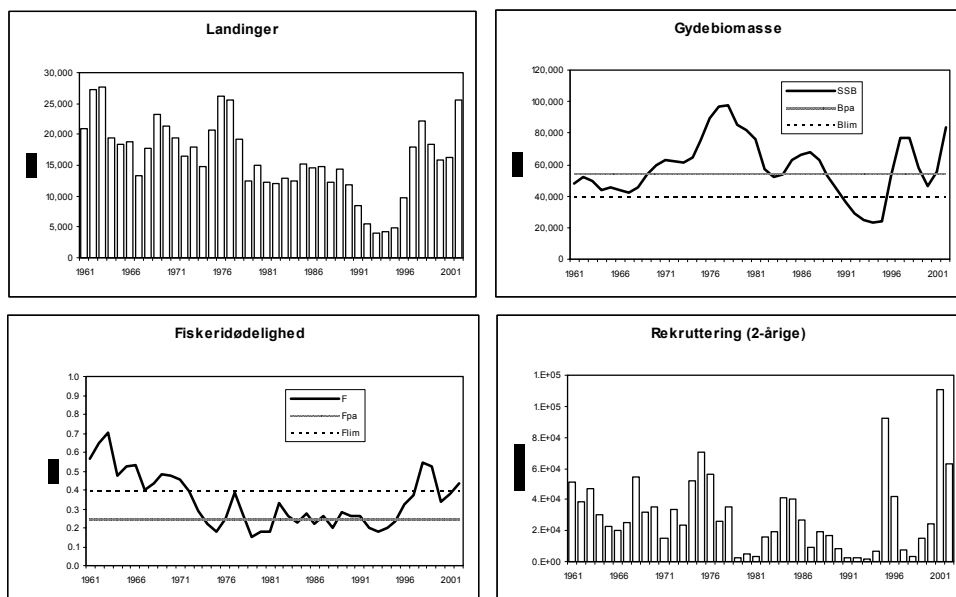 Landinger
30,000
25,000
20,000
15,000
10,000
5,000
0
1961 1966 1971 1976 1981 1986 1991 1996 2001
Gydebiomasse
120,000
100,000
80,000
60,000
40,000
20,000
0
SSB
Bpa
Blim
1961 1966 1971 1976 1981 1986 1991 1996 2001
Fiskeridødelighed
1.0
0.9
0.8
0.7
0.6
0.5
0.4
0.3
0.2
0.1
0.0
F
Fpa
Flim
1961 1966 1971 1976 1981 1986 1991 1996 2001
Rekruttering (2-årige)
1.E+05
1.E+05
8.E+04
6.E+04
4.E+04
2.E+04
0.E+00
1961 1966 1971 1976 1981 1986 1991 1996 2001